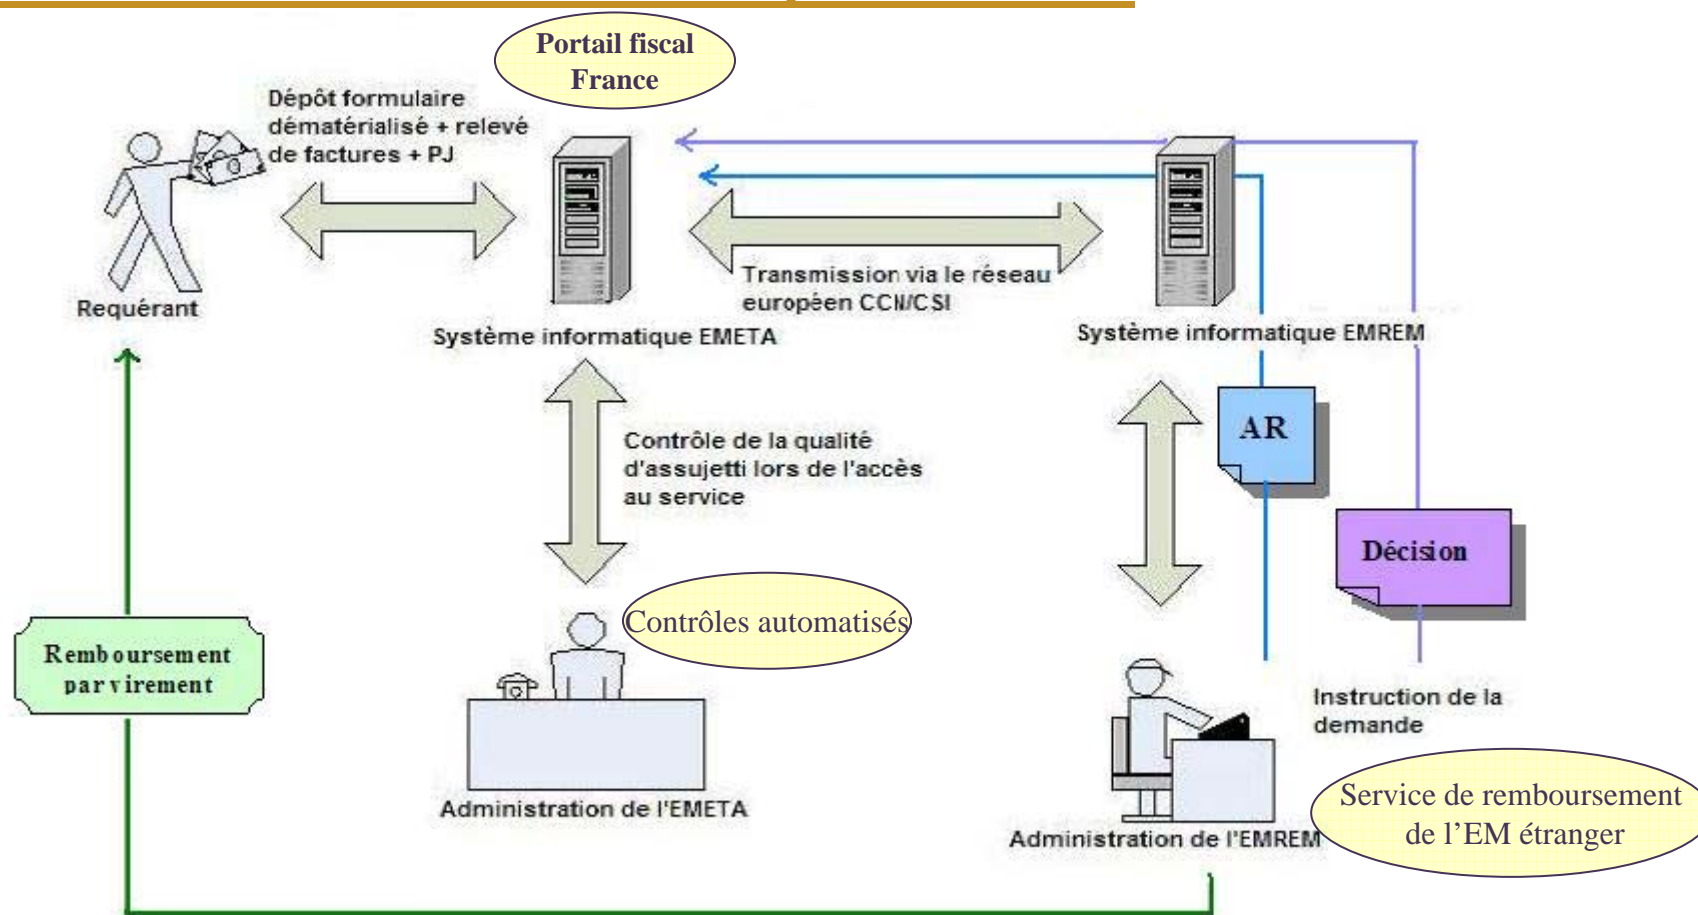 Portail fiscal
France
Dépôt formulaire
dématérialisé + relevé
de factures + PJ
Requérant
Transmission via le réseau
européen CCN/CSI
Système informatique EMETA
Système informatique EMREM
AR
Contrôle de la qualité
d'assujetti lors de l'accès
au service
Décision
Contrôles automatisés
Remboursement
par virement
Instruction de la
demande
Administration de l'EMETA
Administration de l'EMREM
Service de remboursement
de l’EM étranger